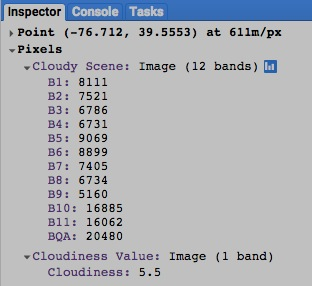 Inspector Console Tasks
Point (-76.712, 39.5553) at 611m/px
Pixels
Cloudy Scene: Image (12 bands)
B1: 8111
B2: 7521
B3: 6786
B4: 6731
B5: 9069
B6: 8899
B7: 7405
B8: 6734
B9: 5160
B10: 16885
B11: 16062
BQA: 20480
Cloudiness Value: Image (1 band)
Cloudiness: 5.5